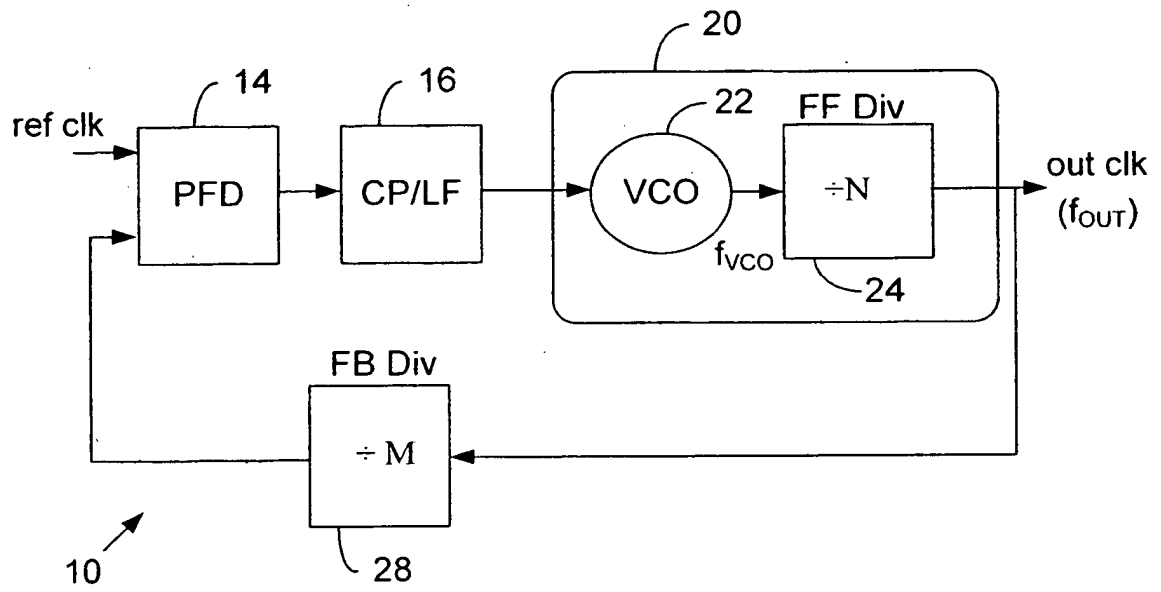 20
14
16
22
FF Div
ref clk
PFD
CP/LF
VCO
÷N
out clk
(fOUT)
fVCO
24
FB Div
÷ M
10
28